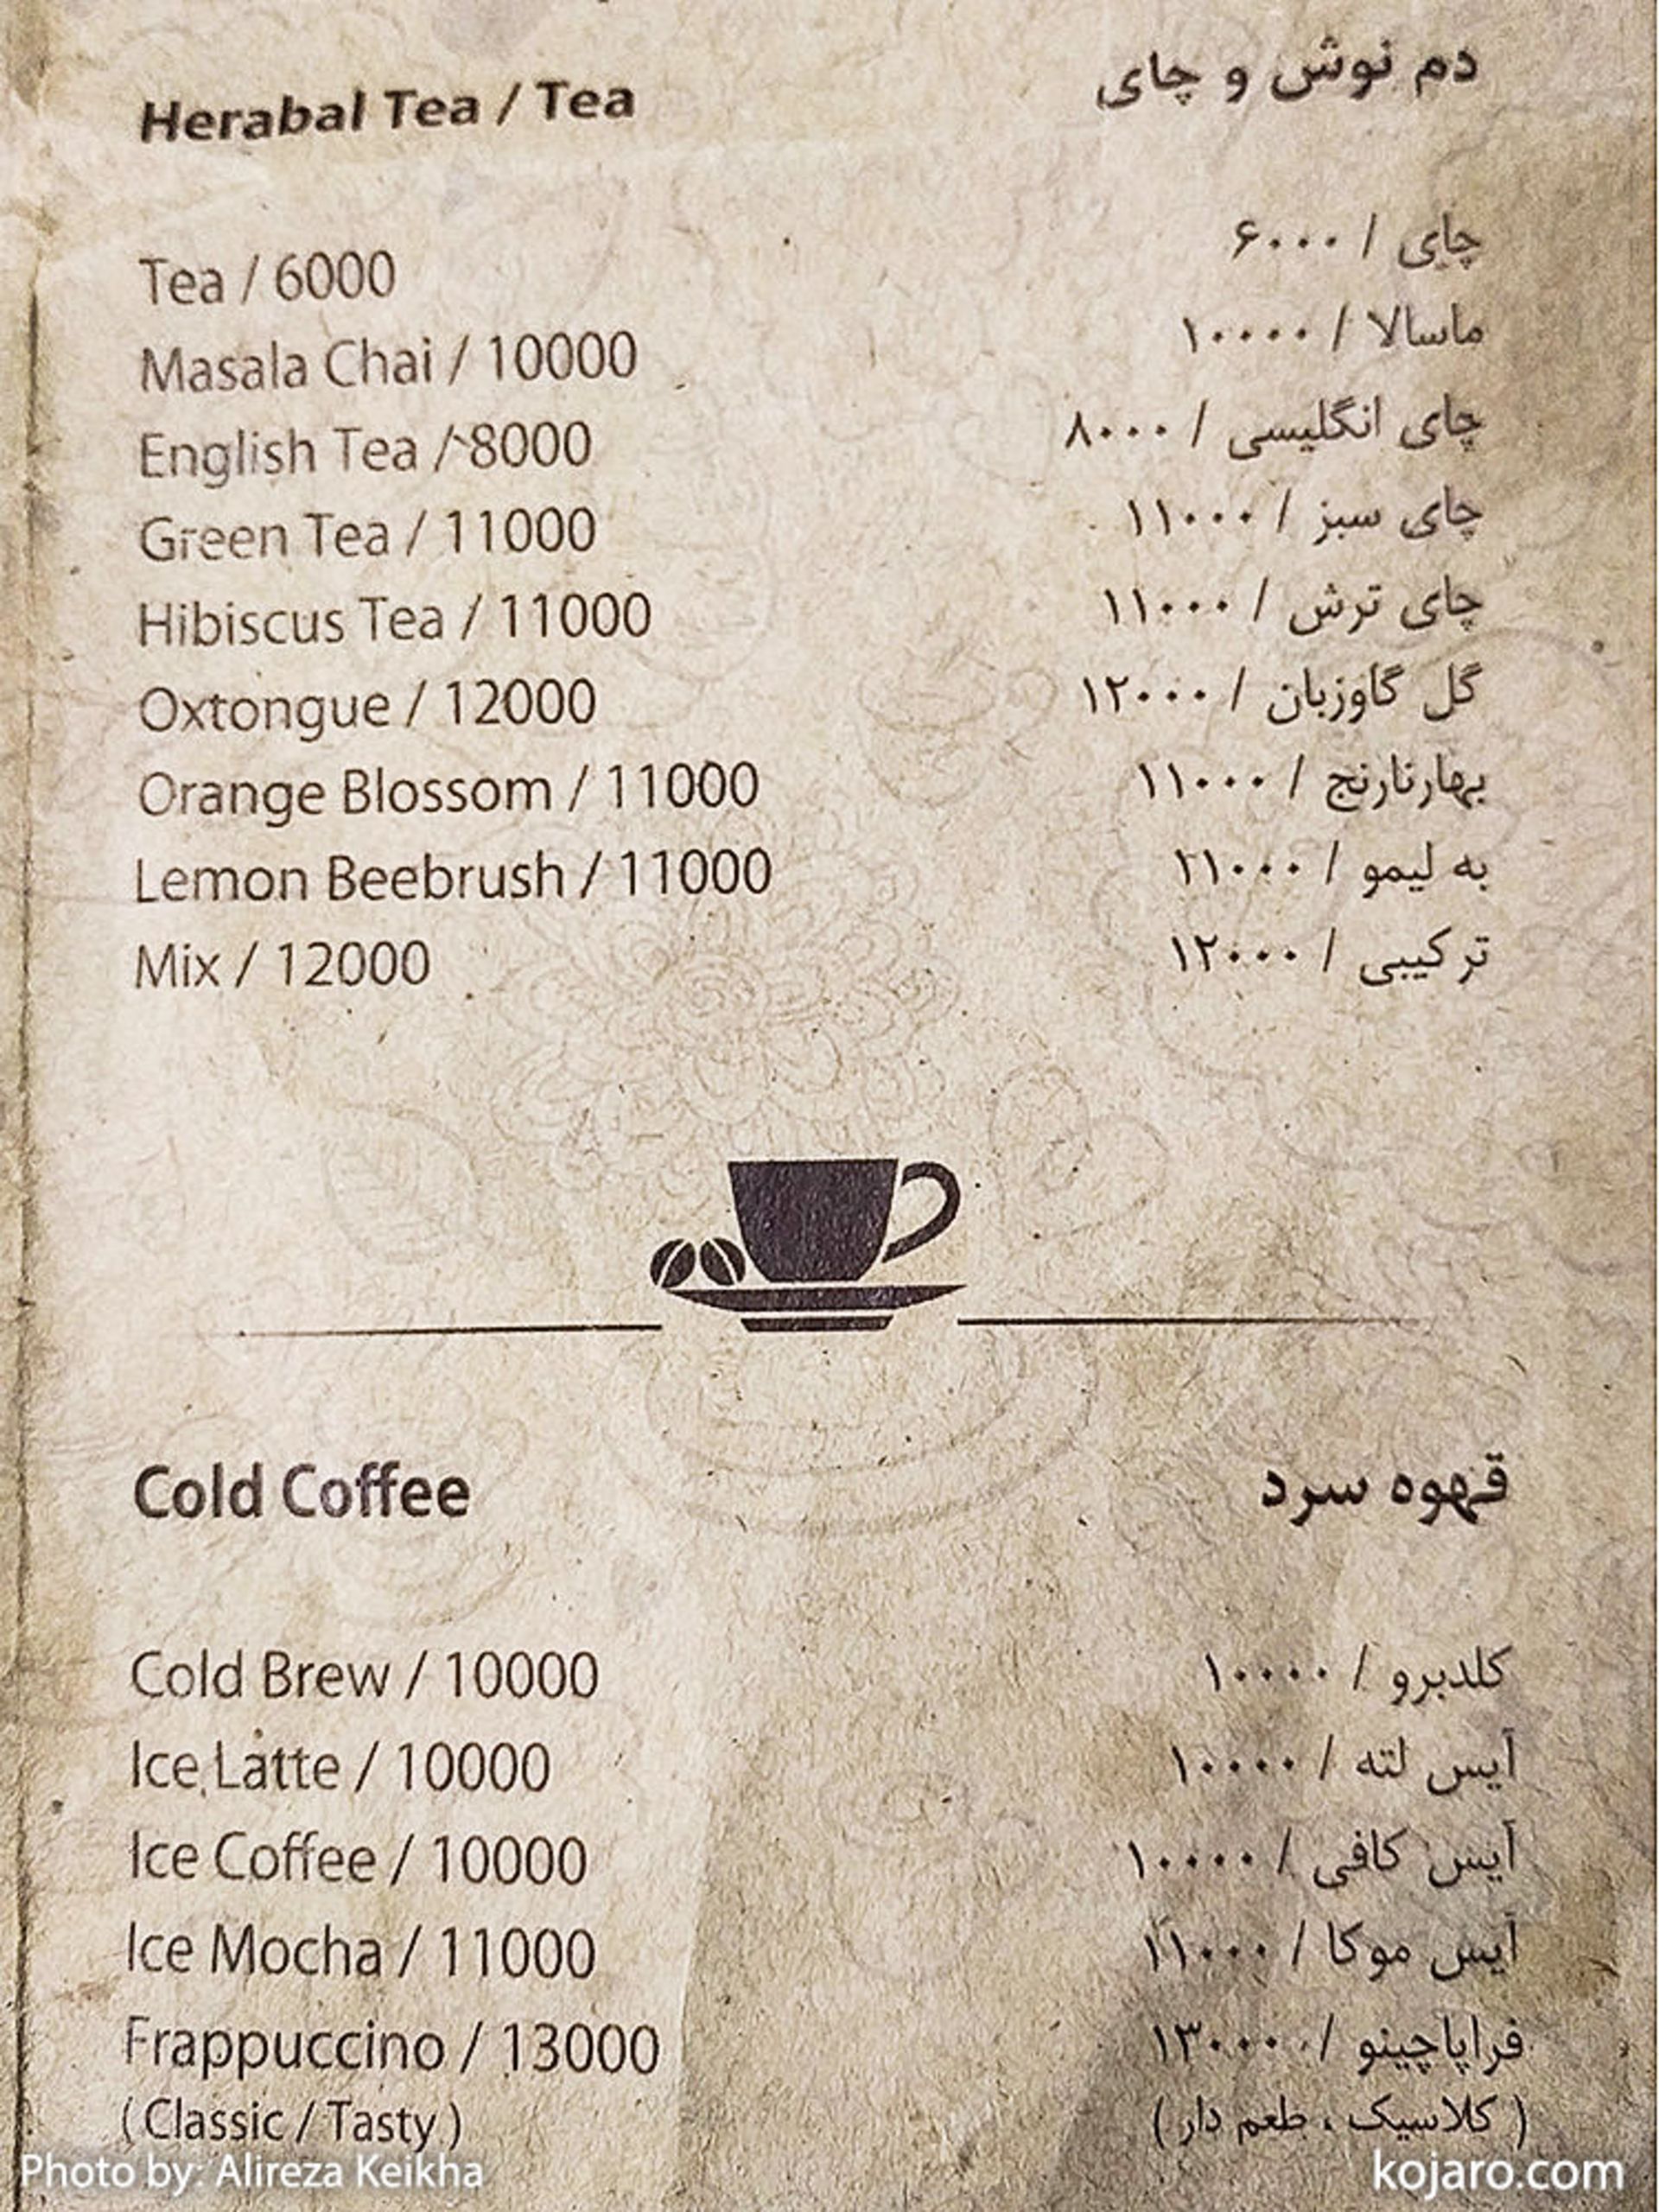 Herabal Tea / Tea
دم نوش و چای
Tea / 6000
چای / ۶۰۰۰
Masala Chai / 10000
ماسالا / ۱۰۰۰۰
English Tea / 8000
چای انگلیسی / ۸۰۰۰
Green Tea / 11000
چای سبز / ۱۱۰۰۰
Hibiscus Tea / 11000
چای ترش / ۱۱۰۰۰
Oxtongue / 12000
گل گاوزبان / ۱۲۰۰۰
Orange Blossom / 11000
بهارنارنج / ۱۱۰۰۰
Lemon Beebrush / 11000
به لیمو / ۱۱۰۰۰
Mix / 12000
ترکیبی / ۱۲۰۰۰
Cold Coffee
قهوه سرد
Cold Brew / 10000
کلدبرو / ۱۰۰۰۰
Ice Latte / 10000
آیس لته / ۱۰۰۰۰
Ice Coffee / 10000
آیس کافی / ۱۰۰۰۰
Ice Mocha / 11000
آیس موکا / ۱۱۰۰۰
Frappuccino / 13000
فراپاچینو / ۱۳۰۰۰
( Classic / Tasty )
( کلاسیک ، طعم دار )
Photo by: Alireza Keikha
kojaro.com